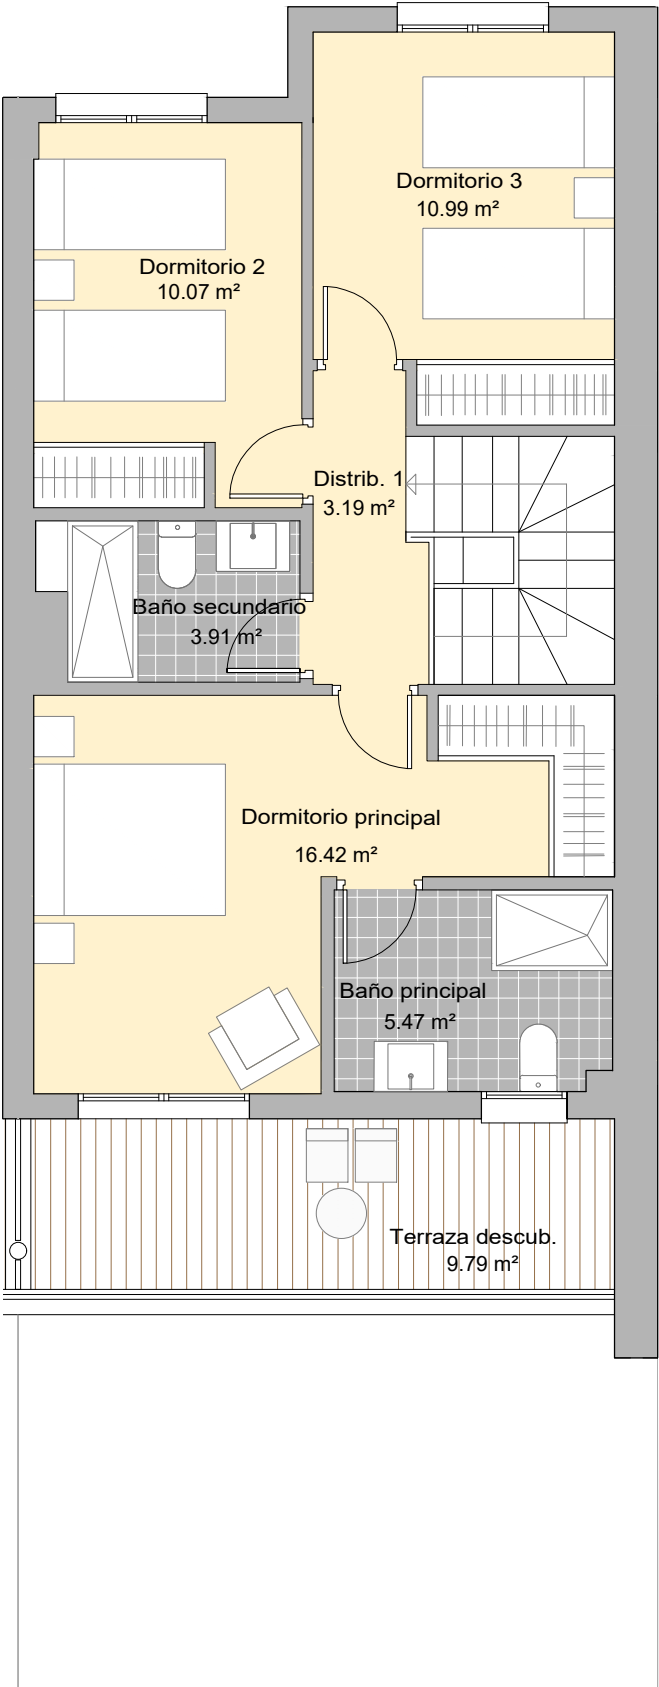 Dormitorio 3
10.99 m²
Dormitorio 2
10.07 m²
Distrib. 1
3.19 m²
Baño secundario
3.91 m²
Dormitorio principal
16.42 m²
Baño principal
5.47 m²
Terraza descub.
9.79 m²